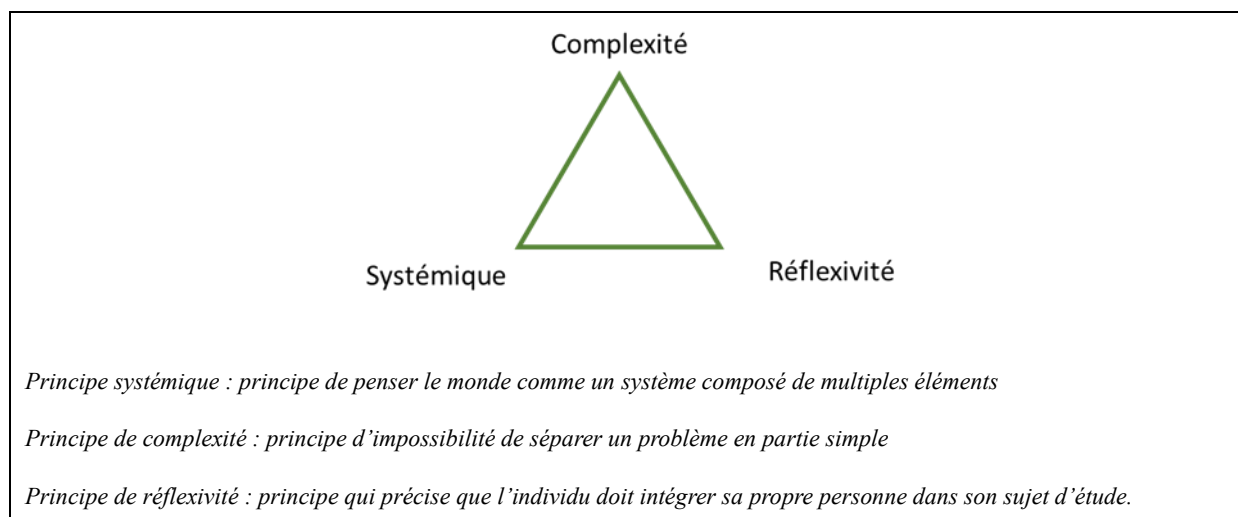 Complexité
Systémique
Réflexivité
Principe systémique : principe de penser le monde comme un système composé de multiples éléments
Principe de complexité : principe d’impossibilité de séparer un problème en partie simple
Principe de réflexivité : principe qui précise que l’individu doit intégrer sa propre personne dans son sujet d’étude.